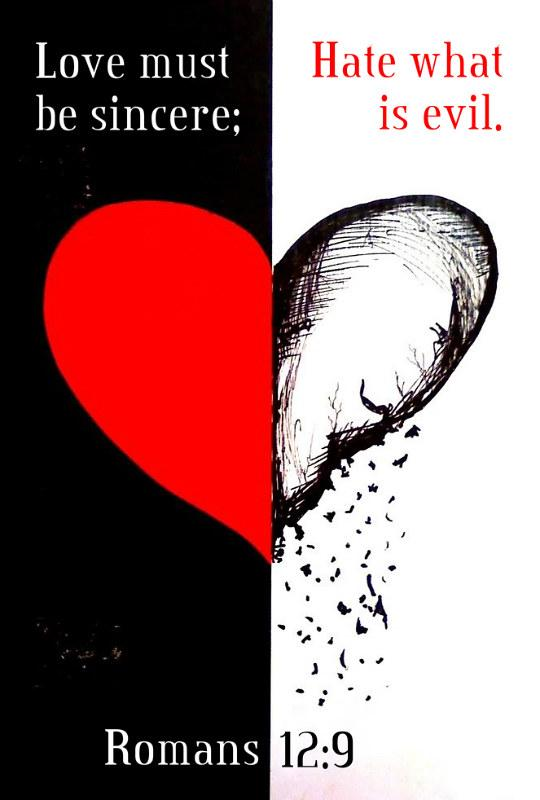 Love must
be sincere;
Hate what
is evil.
Romans 12:9